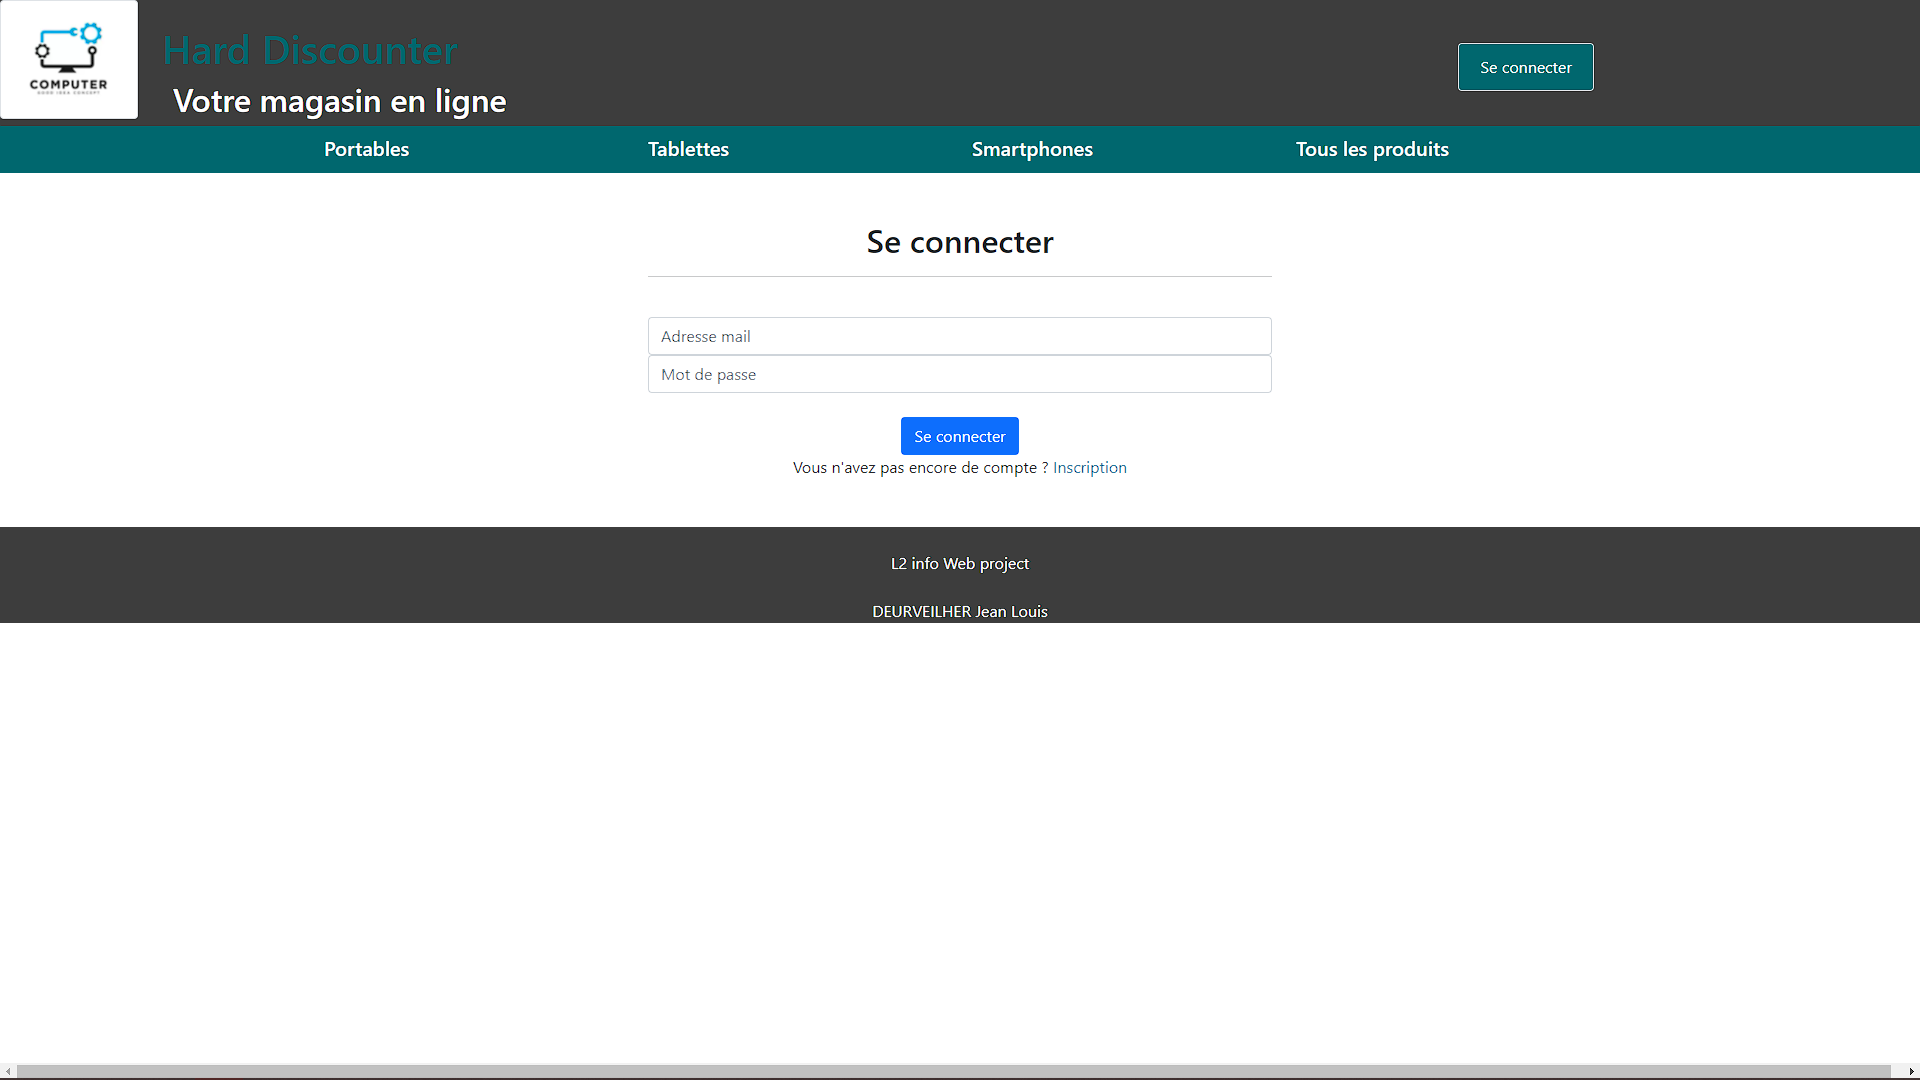 COMPUTER
Hard Discounter
Votre magasin en ligne
Se connecter
Portables
Tablettes
Smartphones
Tous les produits
Se connecter
Adresse mail
Mot de passe
Se connecter
Vous n'avez pas encore de compte ? Inscription
L2 info Web project
DEURVEILHER Jean Louis